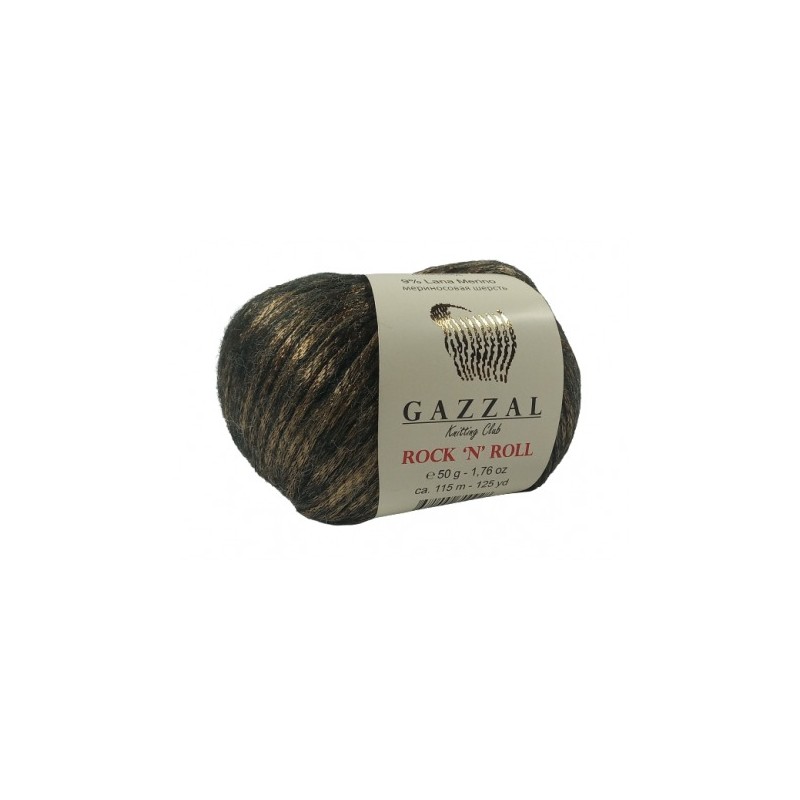 9% Lana Merino
мериносовая шерсть
GAZZAL
Knitting Club
ROCK 'N' ROLL
℮ 50 g - 1,76 oz
ca. 115 m - 125 yd